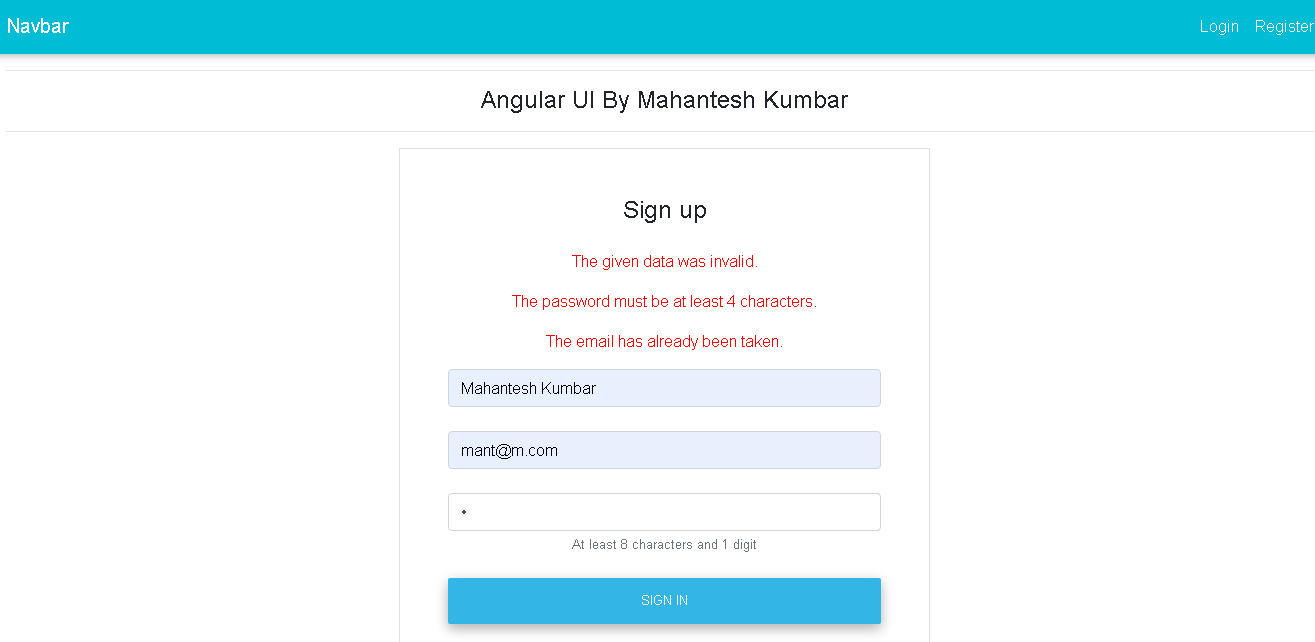 Navbar Login Register
Angular UI By Mahantesh Kumbar
Sign up
The given data was invalid.
The password must be at least 4 characters.
The email has already been taken.
Mahantesh Kumbar
mant@m.com
•
At least 8 characters and 1 digit
SIGN IN